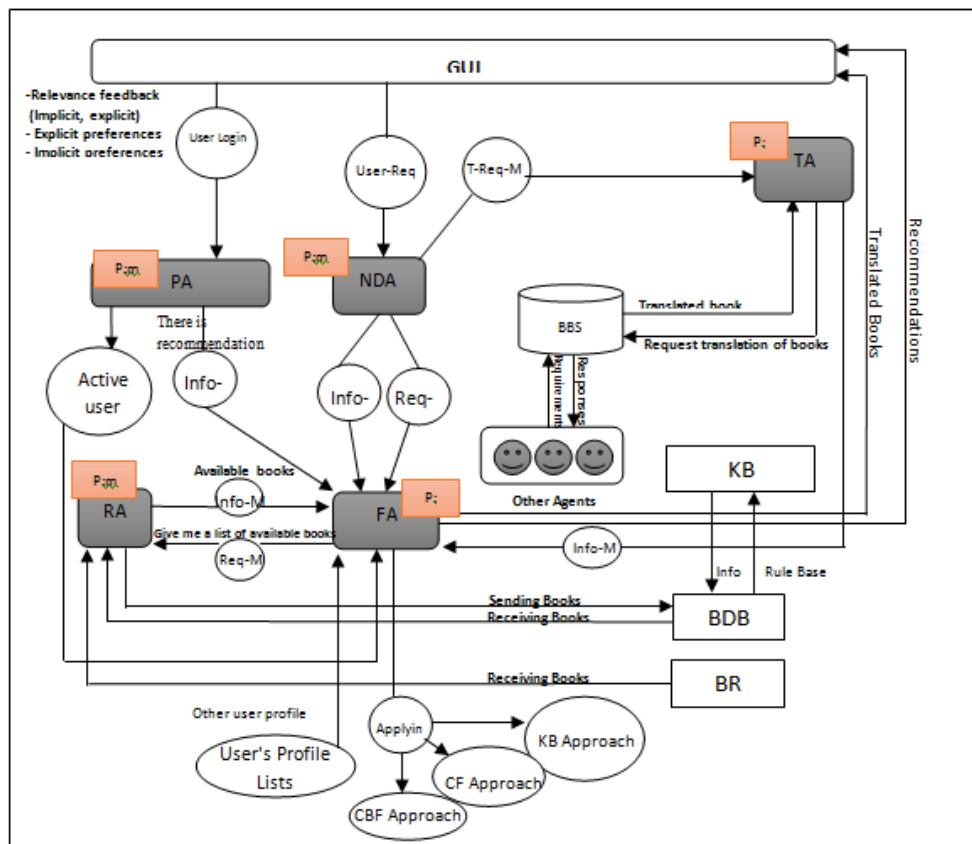 GUI
-Relevance feedback
(Implicit, explicit)
- Explicit preferences
- Implicit preferences
User Login
User-Req
T-Req-M
P:
TA
P:m
PA
P:m
NDA
There is
recommendation
Translated book
BBS
Request translation of books
Translated Books
Recommendations
Active
user
Info-
Info-
Req-
Requirements
Responses
Other Agents
KB
Available books
P:m
RA
Info-M
P:
FA
Give me a list of available books
Req-M
Info-M
Info
Rule Base
Sending Books
Receiving Books
BDB
Receiving Books
BR
Other user profile
User's Profile
Lists
Applyin
KB Approach
CF Approach
CBF Approach